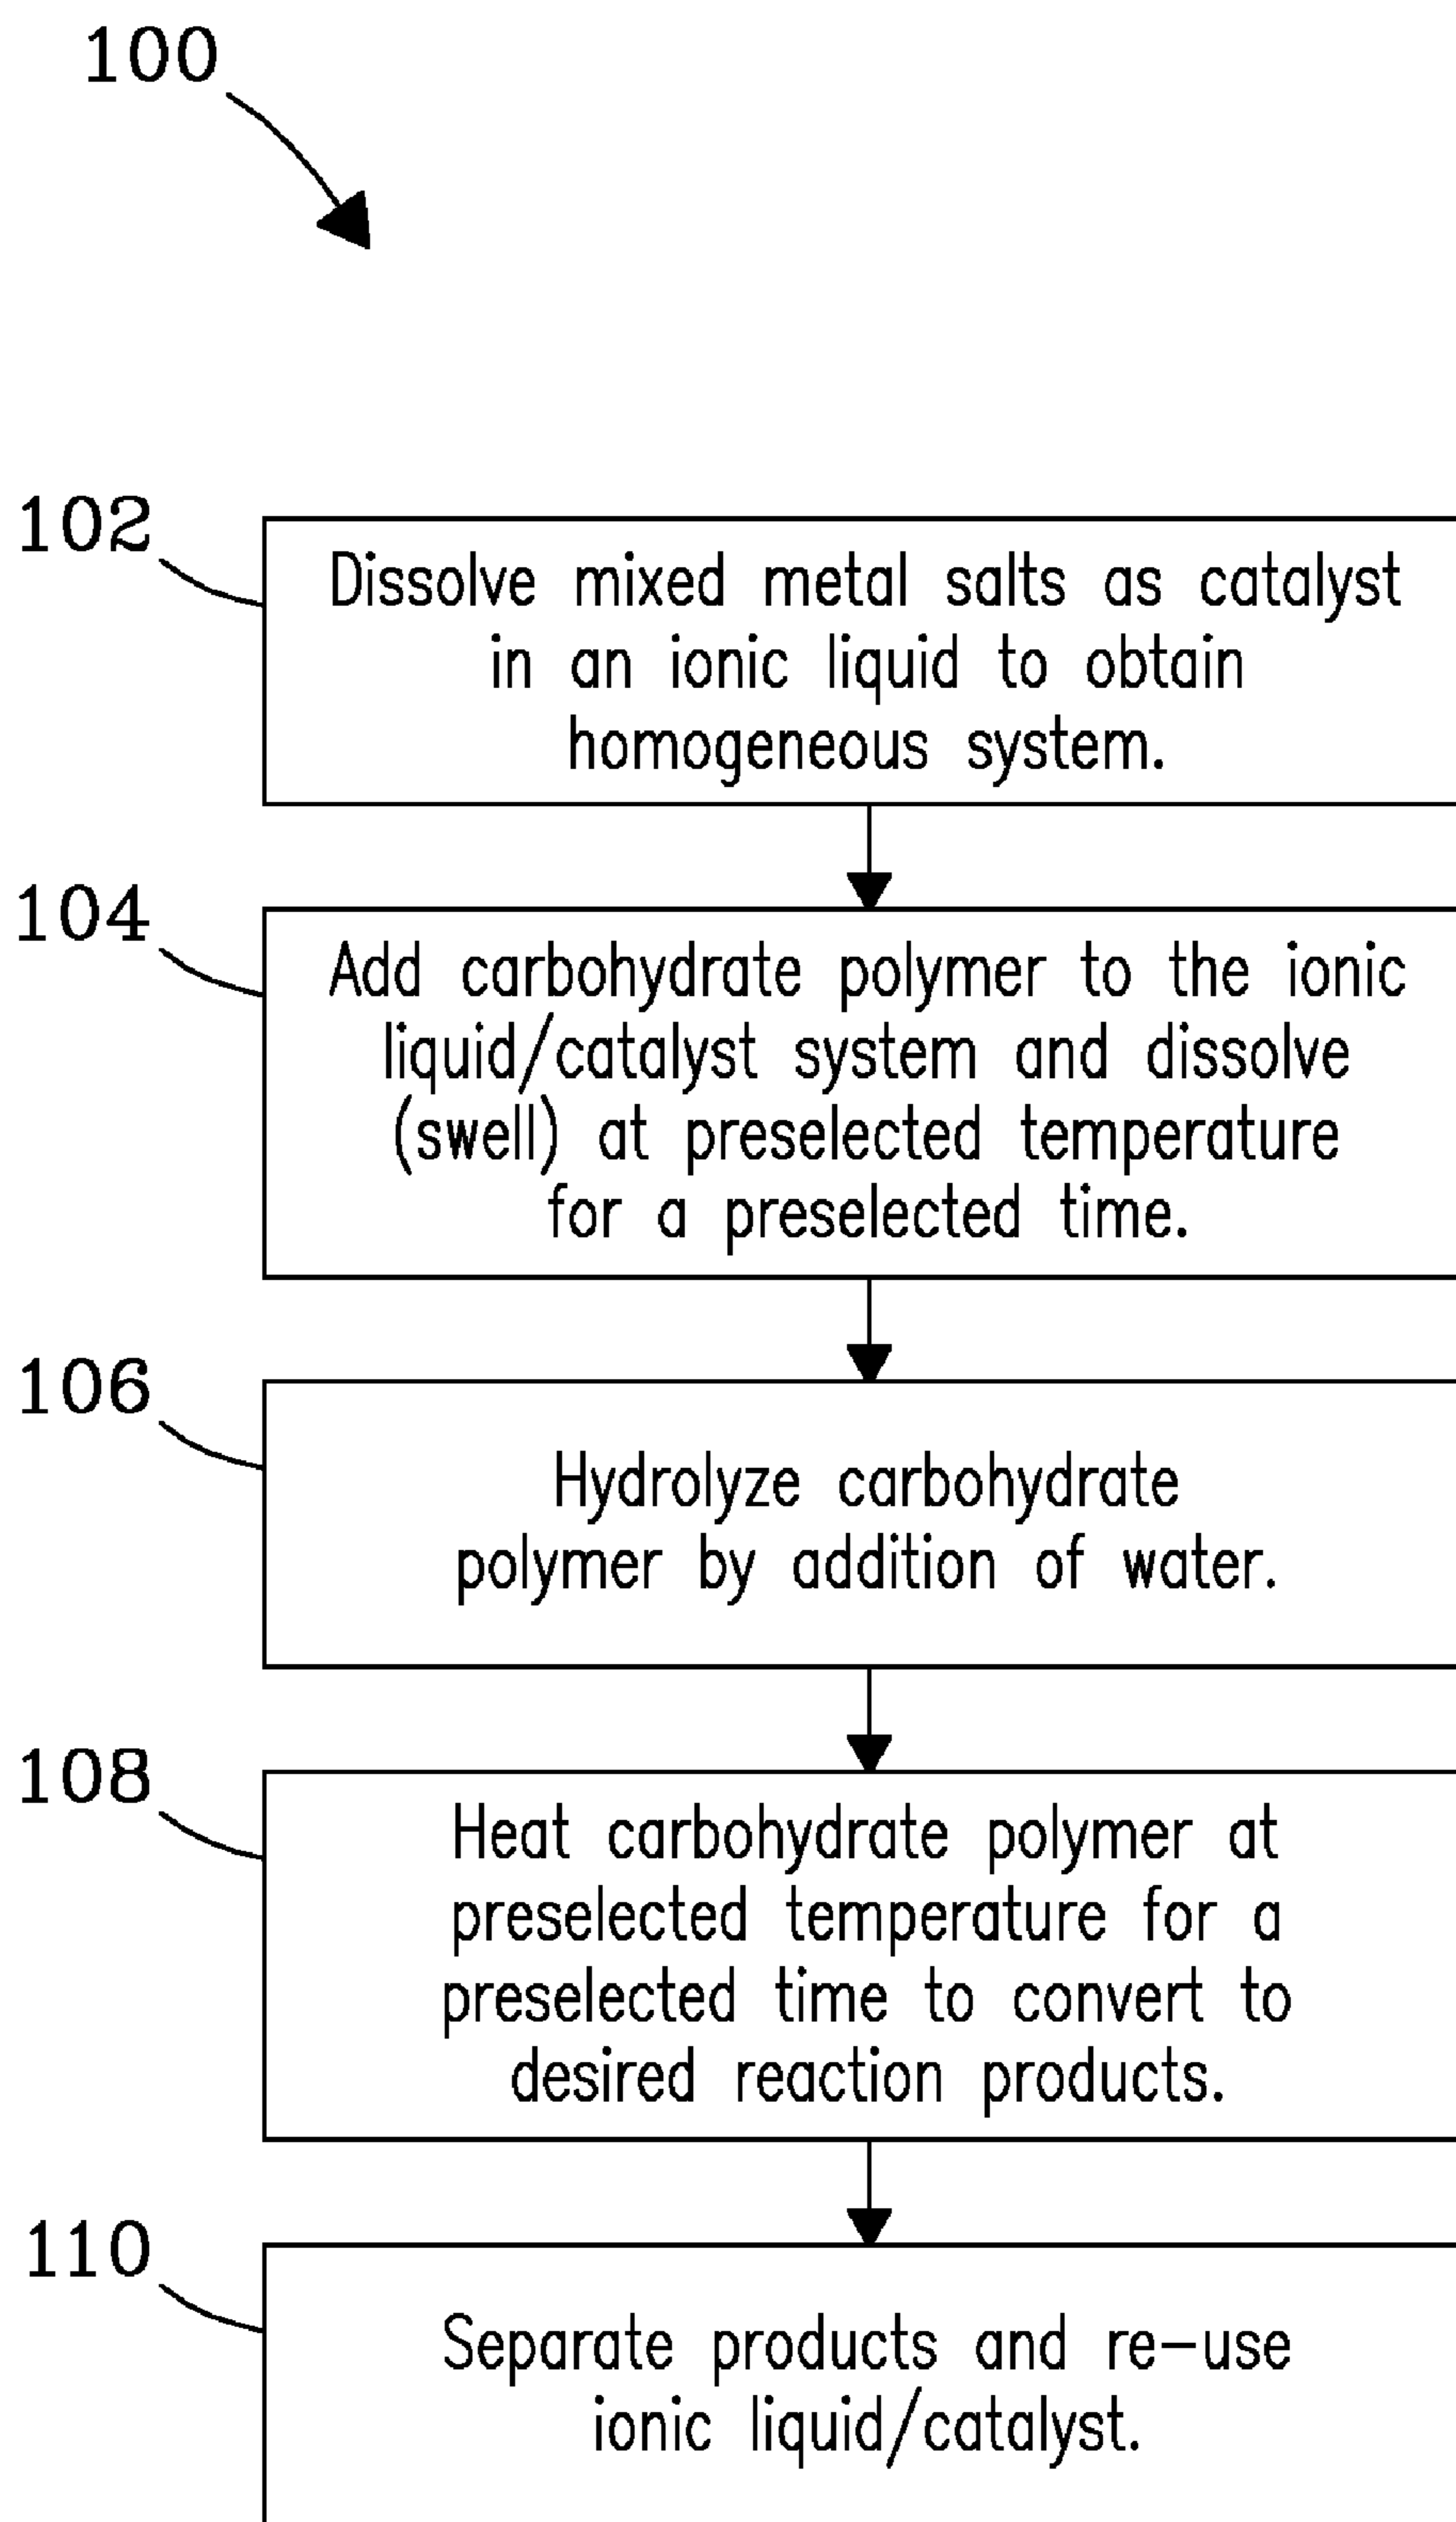 100
102
Dissolve mixed metal salts as catalyst
in an ionic liquid to obtain
homogeneous system.
104
Add carbohydrate polymer to the ionic
liquid/catalyst system and dissolve
(swell) at preselected temperature
for a preselected time.
106
Hydrolyze carbohydrate
polymer by addition of water.
108
Heat carbohydrate polymer at
preselected temperature for a
preselected time to convert to
desired reaction products.
110
Separate products and re-use
ionic liquid/catalyst.